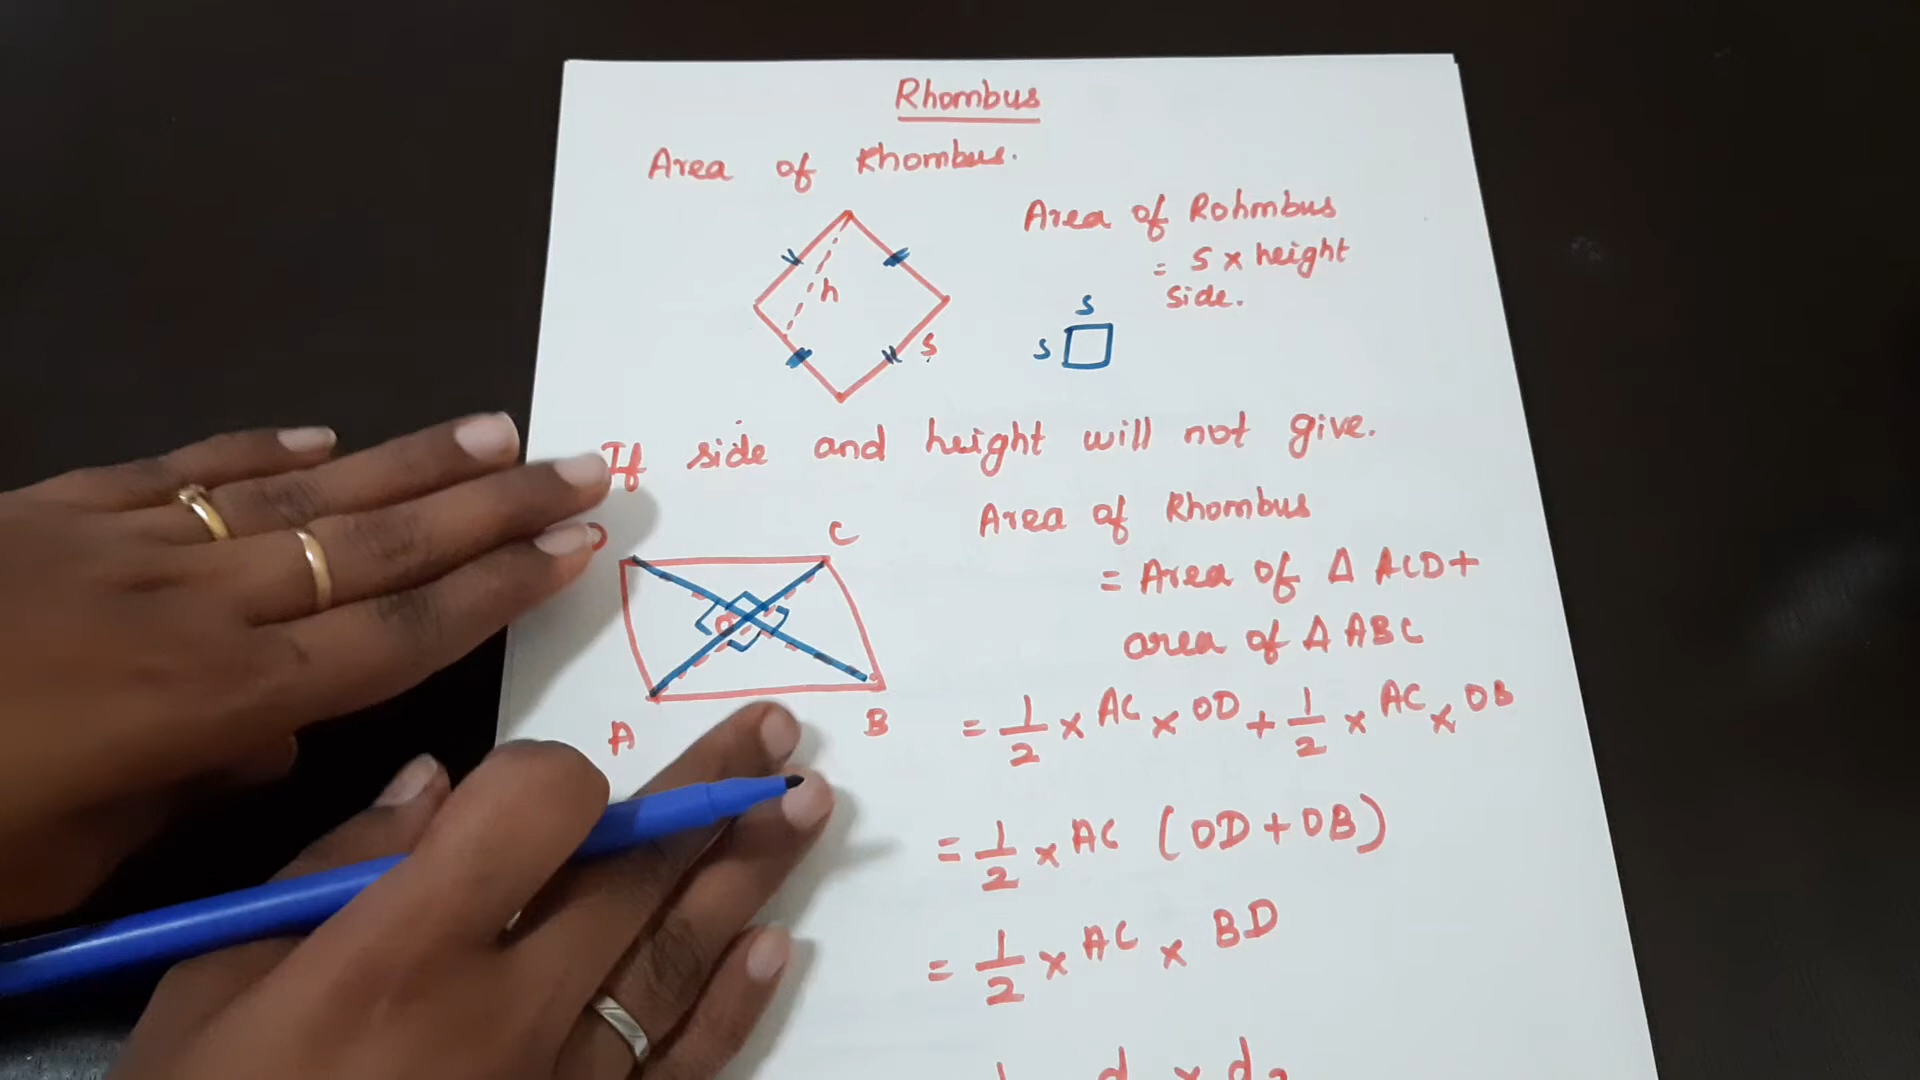 Rhombus
Area of Rhombus.
Area of Rohmbus
= S x height
side.
h
S
S
S
If side and height will not give.
D
C
Area of Rhombus
= Area of Δ ACD +
area of Δ ABC
O
A
B
= 1/2 x AC x OD + 1/2 x AC x OB
= 1/2 x AC (OD + OB)
= 1/2 x AC x BD
1 d x d2